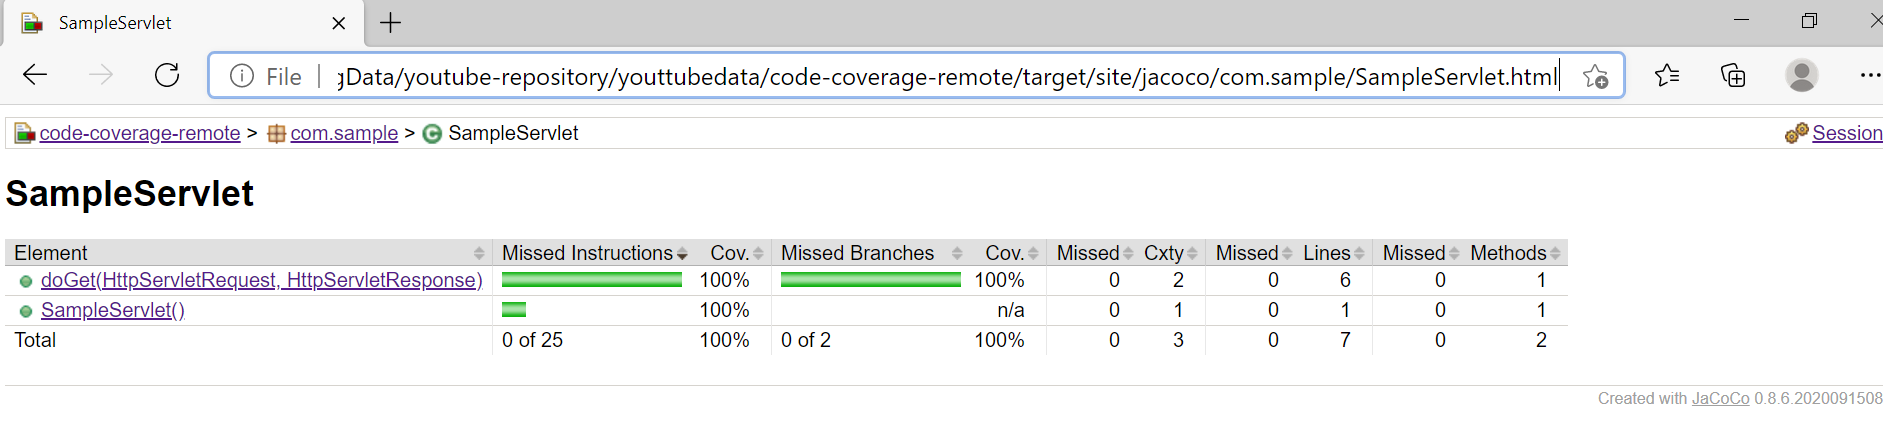 SampleServlet
File gData/youtube-repository/youttubedata/code-coverage-remote/target/site/jacoco/com.sample/SampleServlet.html
code-coverage-remote > com.sample > SampleServlet Session
SampleServlet
Element Missed Instructions Cov. Missed Branches Cov. Missed Cxty Missed Lines Missed Methods
doGet(HttpServletRequest, HttpServletResponse) 100% 100% 0 2 0 6 0 1
SampleServlet() 100% n/a 0 1 0 1 0 1
Total 0 of 25 100% 0 of 2 100% 0 3 0 7 0 2
Created with JaCoCo 0.8.6.2020091508